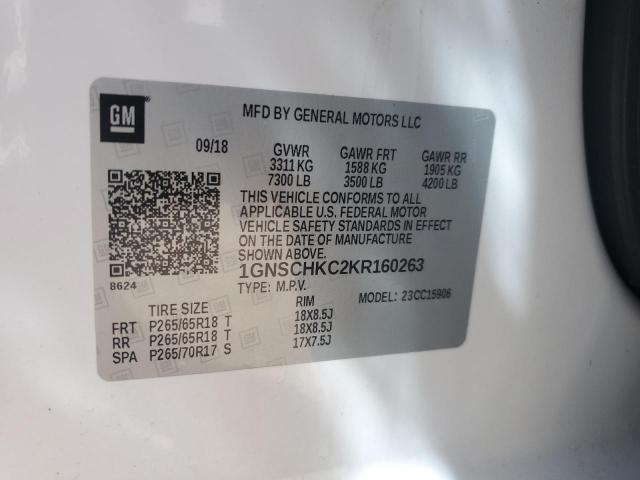 GM
MFD BY GENERAL MOTORS LLC
09/18 GVWR GAWR FRT GAWR RR
3311 KG 1588 KG 1905 KG
7300 LB 3500 LB 4200 LB
THIS VEHICLE CONFORMS TO ALL
APPLICABLE U.S. FEDERAL MOTOR
VEHICLE SAFETY STANDARDS IN EFFECT
ON THE DATE OF MANUFACTURE
SHOWN ABOVE.
1GNSCHKC2KR160263
8624
TYPE: M.P.V. MODEL: 23CC15906
TIRE SIZE RIM
FRT P265/65R18 T 18X8.5J
RR P265/65R18 T 18X8.5J
SPA P265/70R17 S 17X7.5J